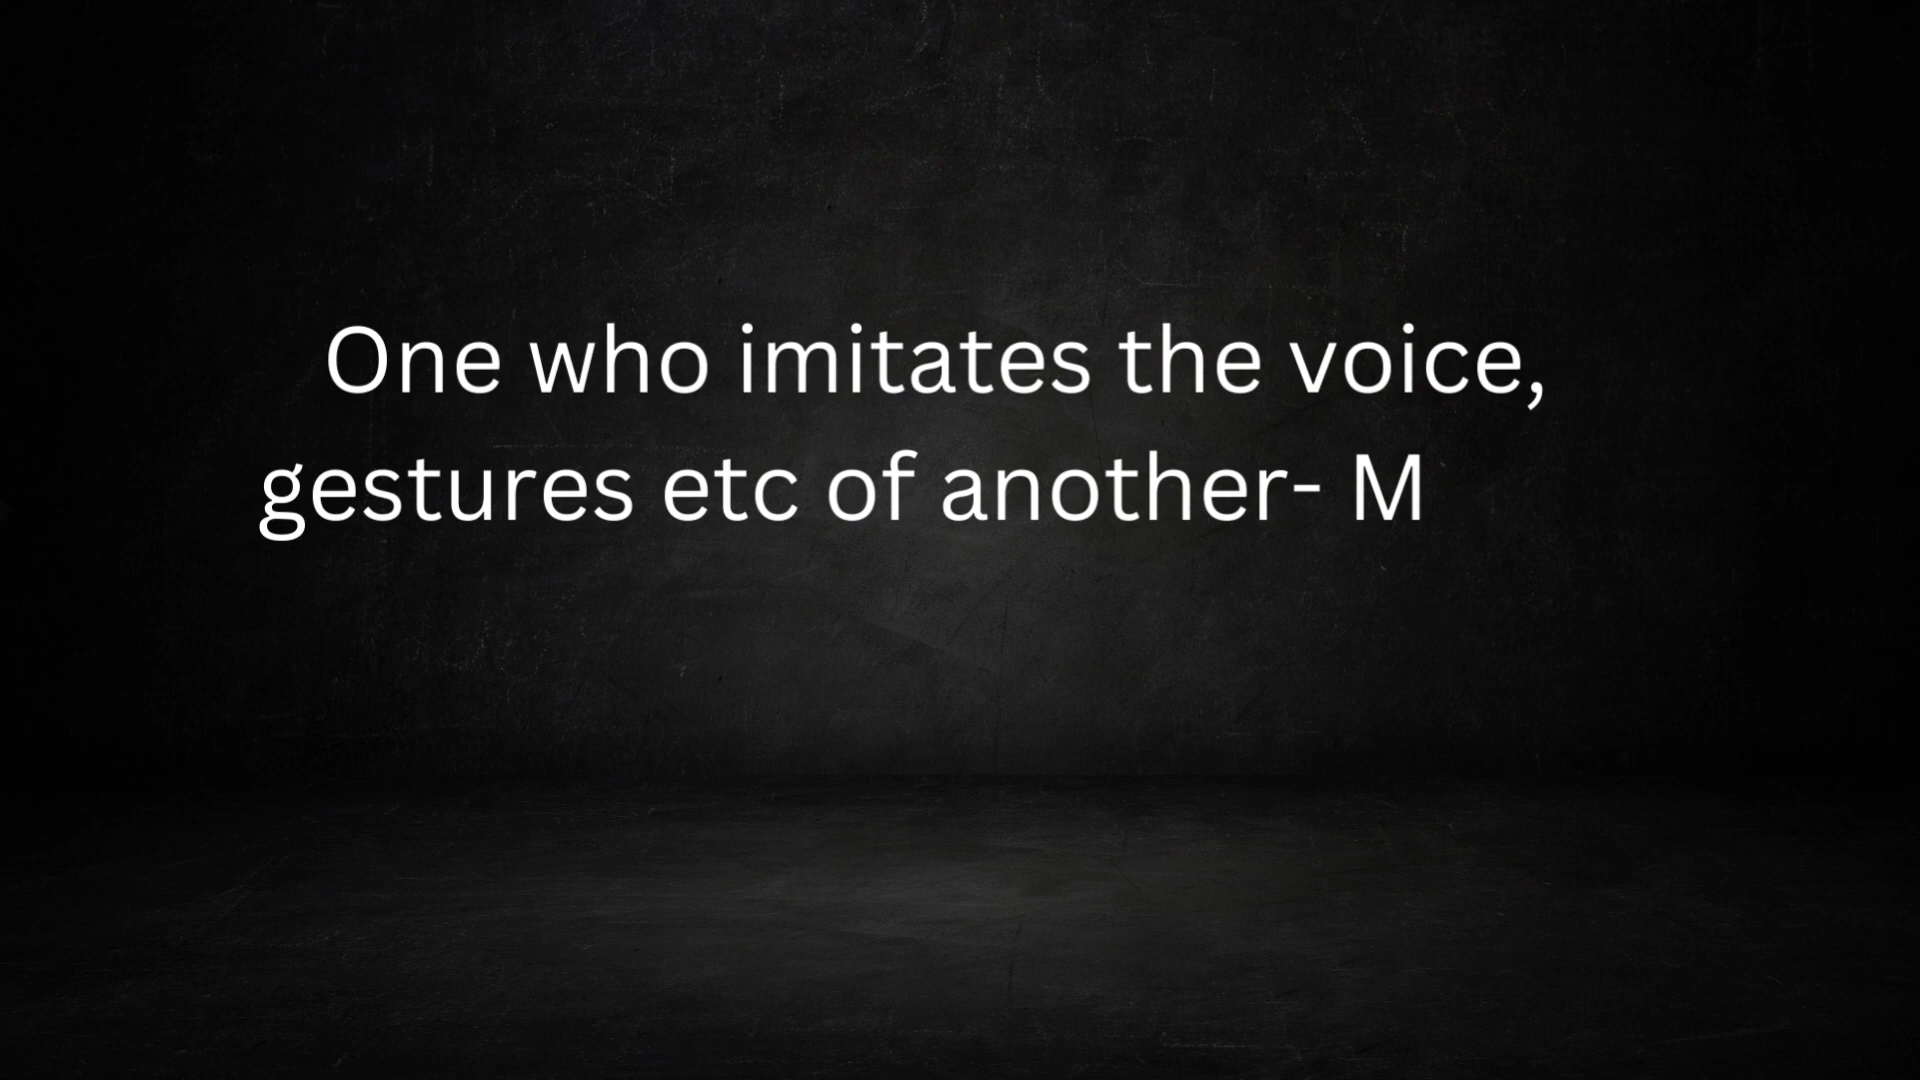 One who imitates the voice,
gestures etc of another- M